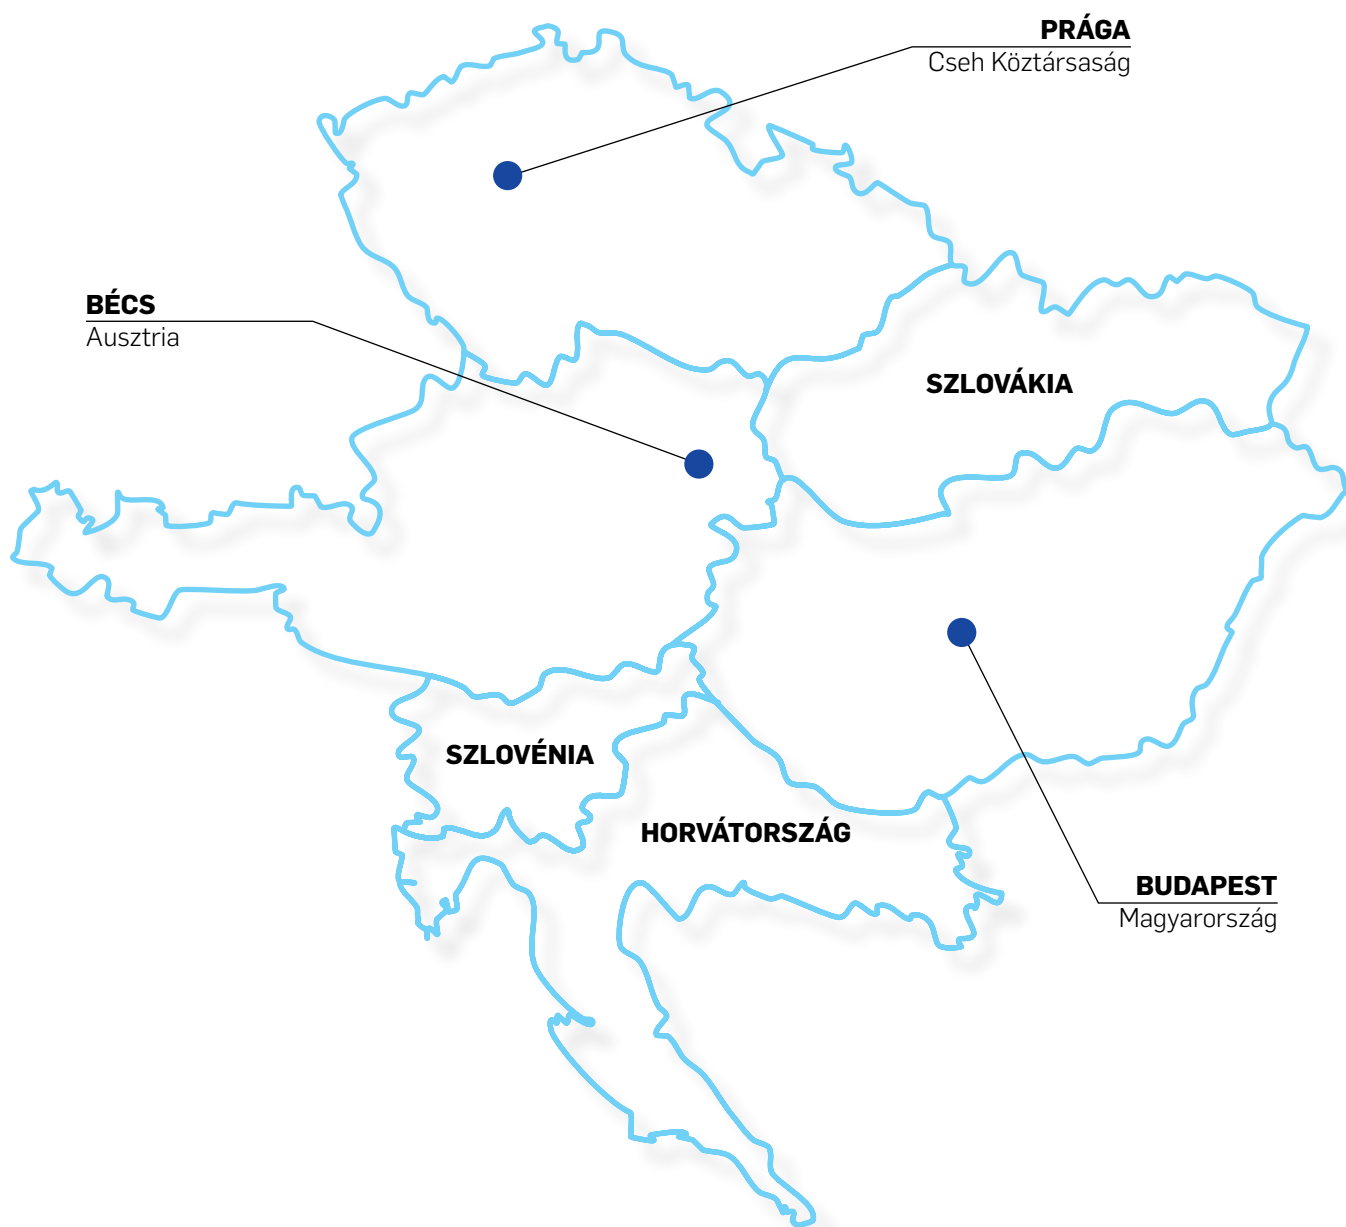 PRÁGA
Cseh Köztársaság
BÉCS
Ausztria
SZLOVÁKIA
SZLOVÉNIA
HORVÁTORSZÁG
BUDAPEST
Magyarország